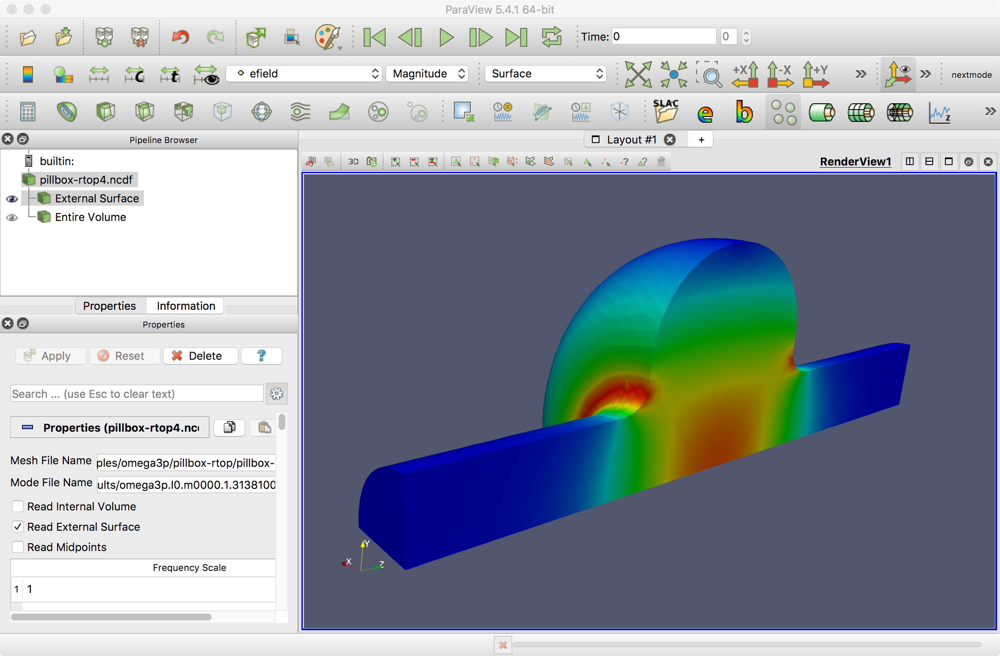 ParaView 5.4.1 64-bit
Time: 0 0
C t efield Magnitude Surface +X -X +Y » » nextmode
SLAC e b z »
Pipeline Browser
builtin:
pillbox-rtop4.ncdf
External Surface
Entire Volume
Properties Information
Properties
Apply Reset Delete ?
Search ... (use Esc to clear text)
Properties (pillbox-rtop4.nc
Mesh File Name ples/omega3p/pillbox-rtop/pillbox-
Mode File Name ults/omega3p.l0.m0000.1.3138100
Read Internal Volume
Read External Surface
Read Midpoints
Frequency Scale
1 1
Layout #1 +
3D ? ? RenderView1
Y
X Z